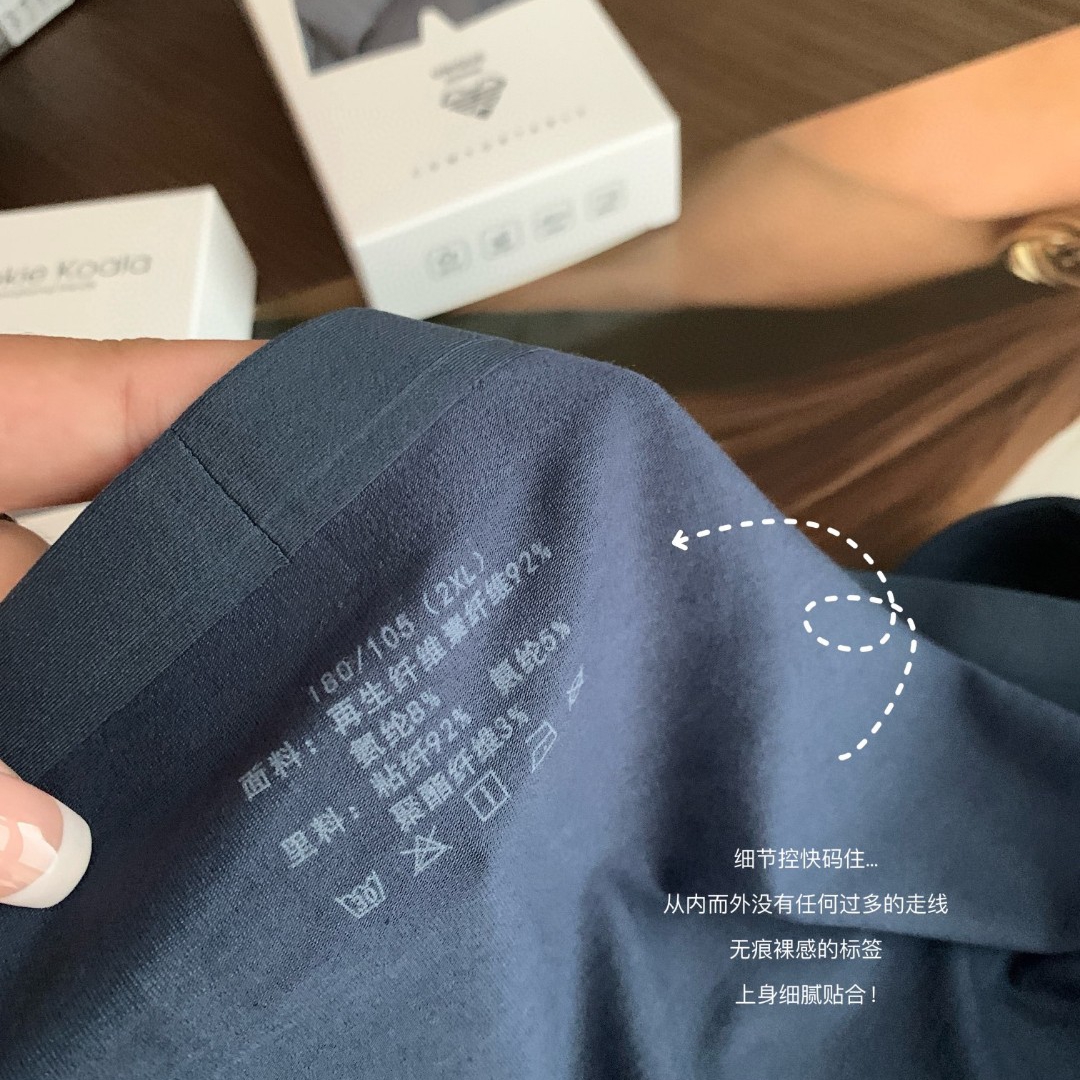 kie Koala
180/105（2XL）
面料：再生纤维素纤维92%
氨纶8%
里料：粘纤92% 氨纶5%
聚酯纤维3%
细节控快码住...
从内而外没有任何过多的走线
无痕裸感的标签
上身细腻贴合！